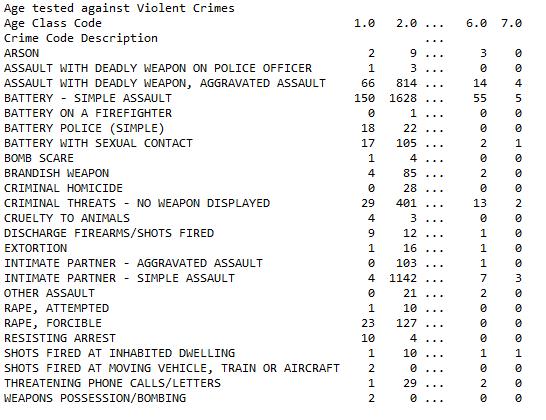 Age tested against Violent Crimes
Age Class Code 1.0 2.0 ... 6.0 7.0
Crime Code Description ...
ARSON 2 9 ... 3 0
ASSAULT WITH DEADLY WEAPON ON POLICE OFFICER 1 3 ... 0 0
ASSAULT WITH DEADLY WEAPON, AGGRAVATED ASSAULT 66 814 ... 14 4
BATTERY - SIMPLE ASSAULT 150 1628 ... 55 5
BATTERY ON A FIREFIGHTER 0 1 ... 0 0
BATTERY POLICE (SIMPLE) 18 22 ... 0 0
BATTERY WITH SEXUAL CONTACT 17 105 ... 2 1
BOMB SCARE 1 4 ... 0 0
BRANDISH WEAPON 4 85 ... 2 0
CRIMINAL HOMICIDE 0 28 ... 0 0
CRIMINAL THREATS - NO WEAPON DISPLAYED 29 401 ... 13 2
CRUELTY TO ANIMALS 4 3 ... 0 0
DISCHARGE FIREARMS/SHOTS FIRED 9 12 ... 1 0
EXTORTION 1 16 ... 1 0
INTIMATE PARTNER - AGGRAVATED ASSAULT 0 103 ... 1 0
INTIMATE PARTNER - SIMPLE ASSAULT 4 1142 ... 7 3
OTHER ASSAULT 0 21 ... 2 0
RAPE, ATTEMPTED 1 10 ... 0 0
RAPE, FORCIBLE 23 127 ... 0 0
RESISTING ARREST 10 4 ... 0 0
SHOTS FIRED AT INHABITED DWELLING 1 10 ... 1 1
SHOTS FIRED AT MOVING VEHICLE, TRAIN OR AIRCRAFT 2 0 ... 0 0
THREATENING PHONE CALLS/LETTERS 1 29 ... 2 0
WEAPONS POSSESSION/BOMBING 2 0 ... 0 0